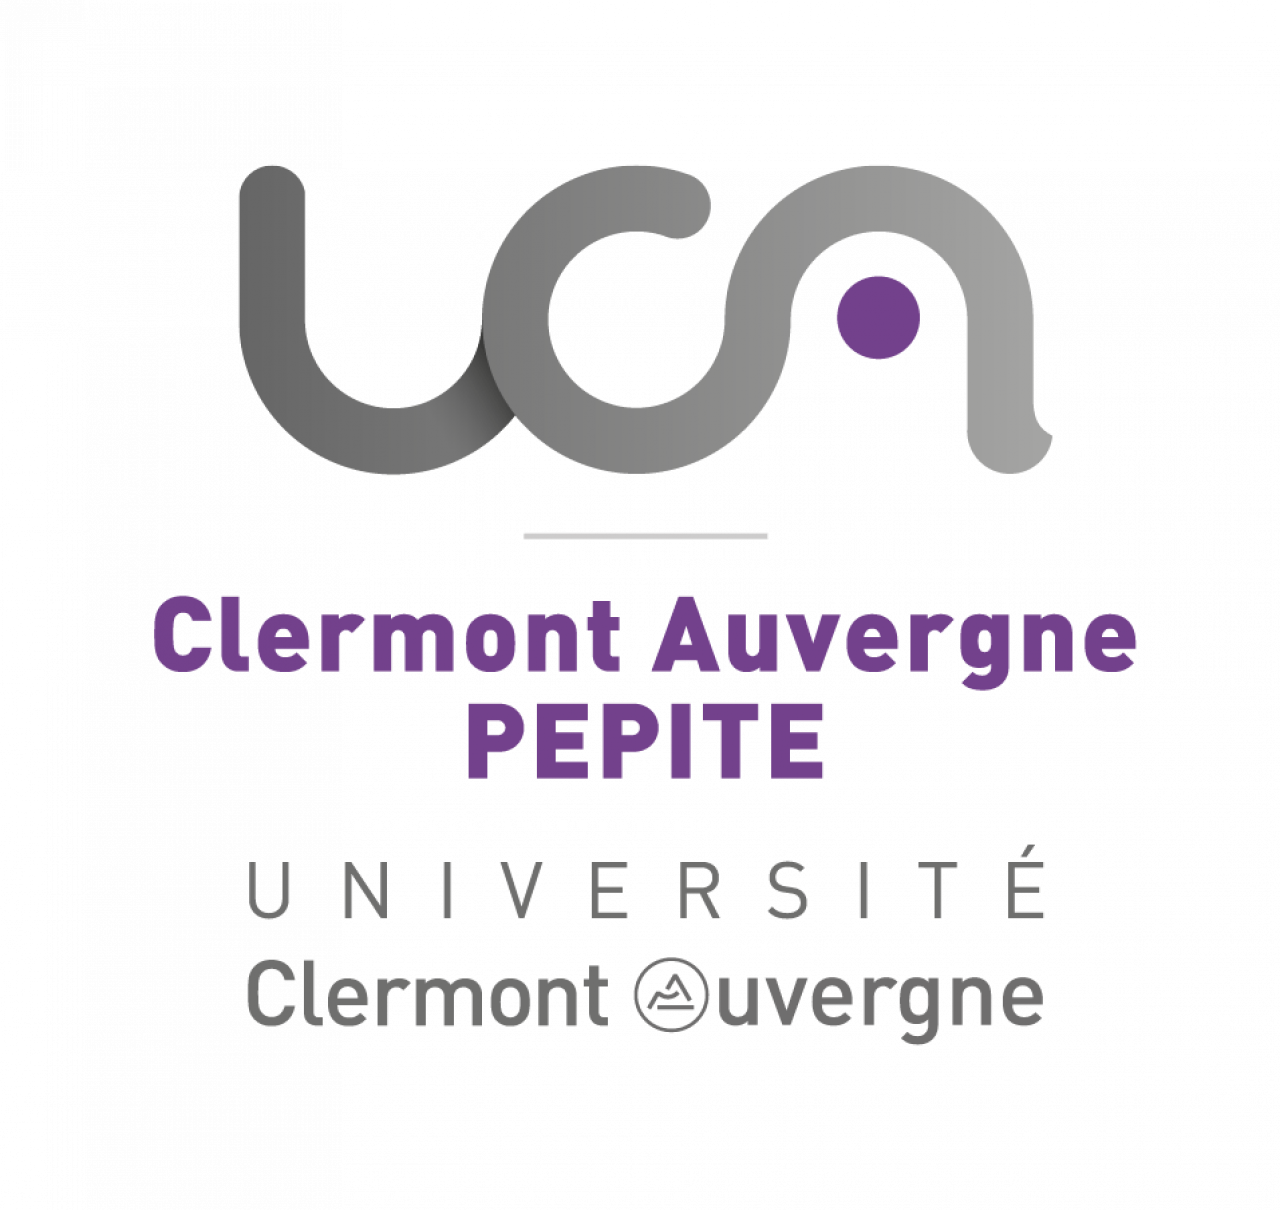 uca
Clermont Auvergne
PEPITE
UNIVERSITÉ
Clermont Auvergne